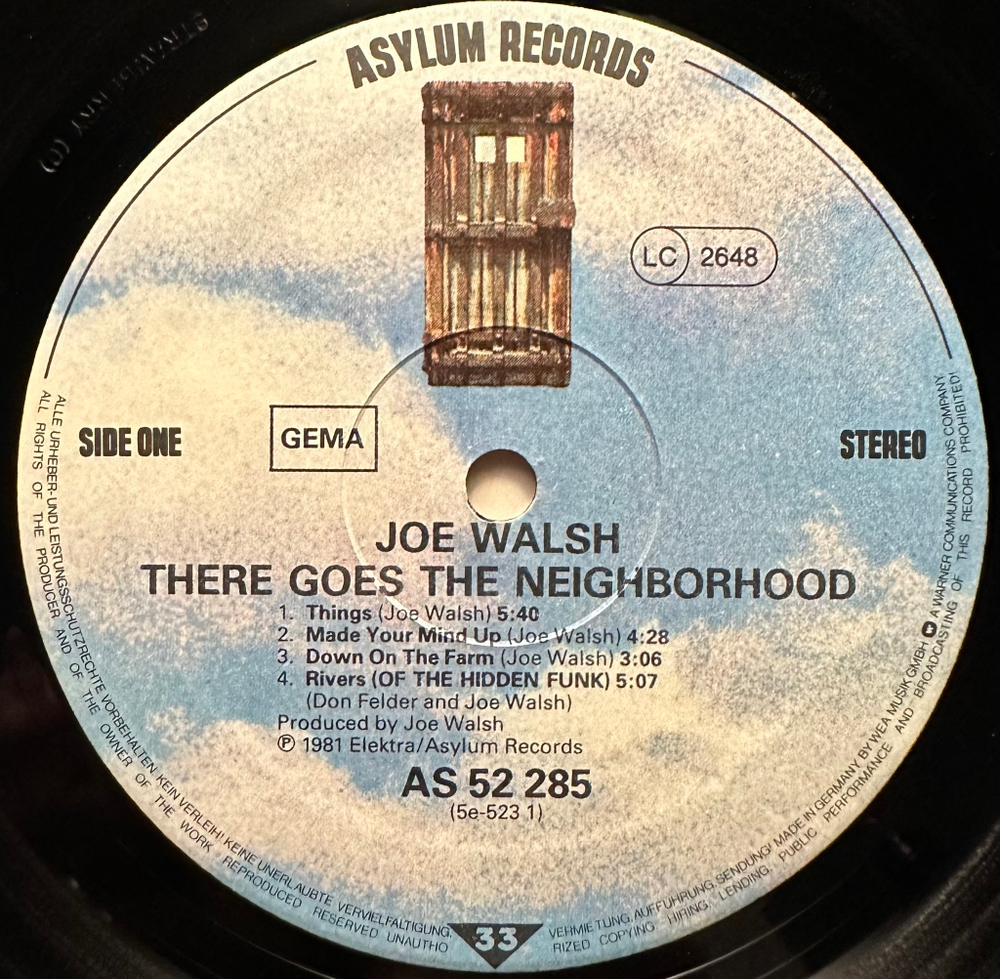 ASYLUM RECORDS
LC 2648
SIDE ONE
GEMA
STEREO
JOE WALSH
THERE GOES THE NEIGHBORHOOD
1. Things (Joe Walsh) 5:40
2. Made Your Mind Up (Joe Walsh) 4:28
3. Down On The Farm (Joe Walsh) 3:06
4. Rivers (OF THE HIDDEN FUNK) 5:07
(Don Felder and Joe Walsh)
Produced by Joe Walsh
℗ 1981 Elektra/Asylum Records
AS 52 285
(5e-523 1)
33
ALLE URHEBER- UND LEISTUNGSSCHUTZRECHTE VORBEHALTEN! KEIN VERLEIH! KEINE UNERLAUBTE VERVIELFÄLTIGUNG, VERMIETUNG, AUFFÜHRUNG, SENDUNG! MADE IN GERMANY BY WEA MUSIK GMBH A WARNER COMMUNICATIONS COMPANY
ALL RIGHTS OF THE PRODUCER AND OF THE OWNER OF THE WORK REPRODUCED RESERVED UNAUTHORIZED COPYING HIRING, LENDING, PUBLIC PERFORMANCE AND BROADCASTING OF THIS RECORD PROHIBITED!